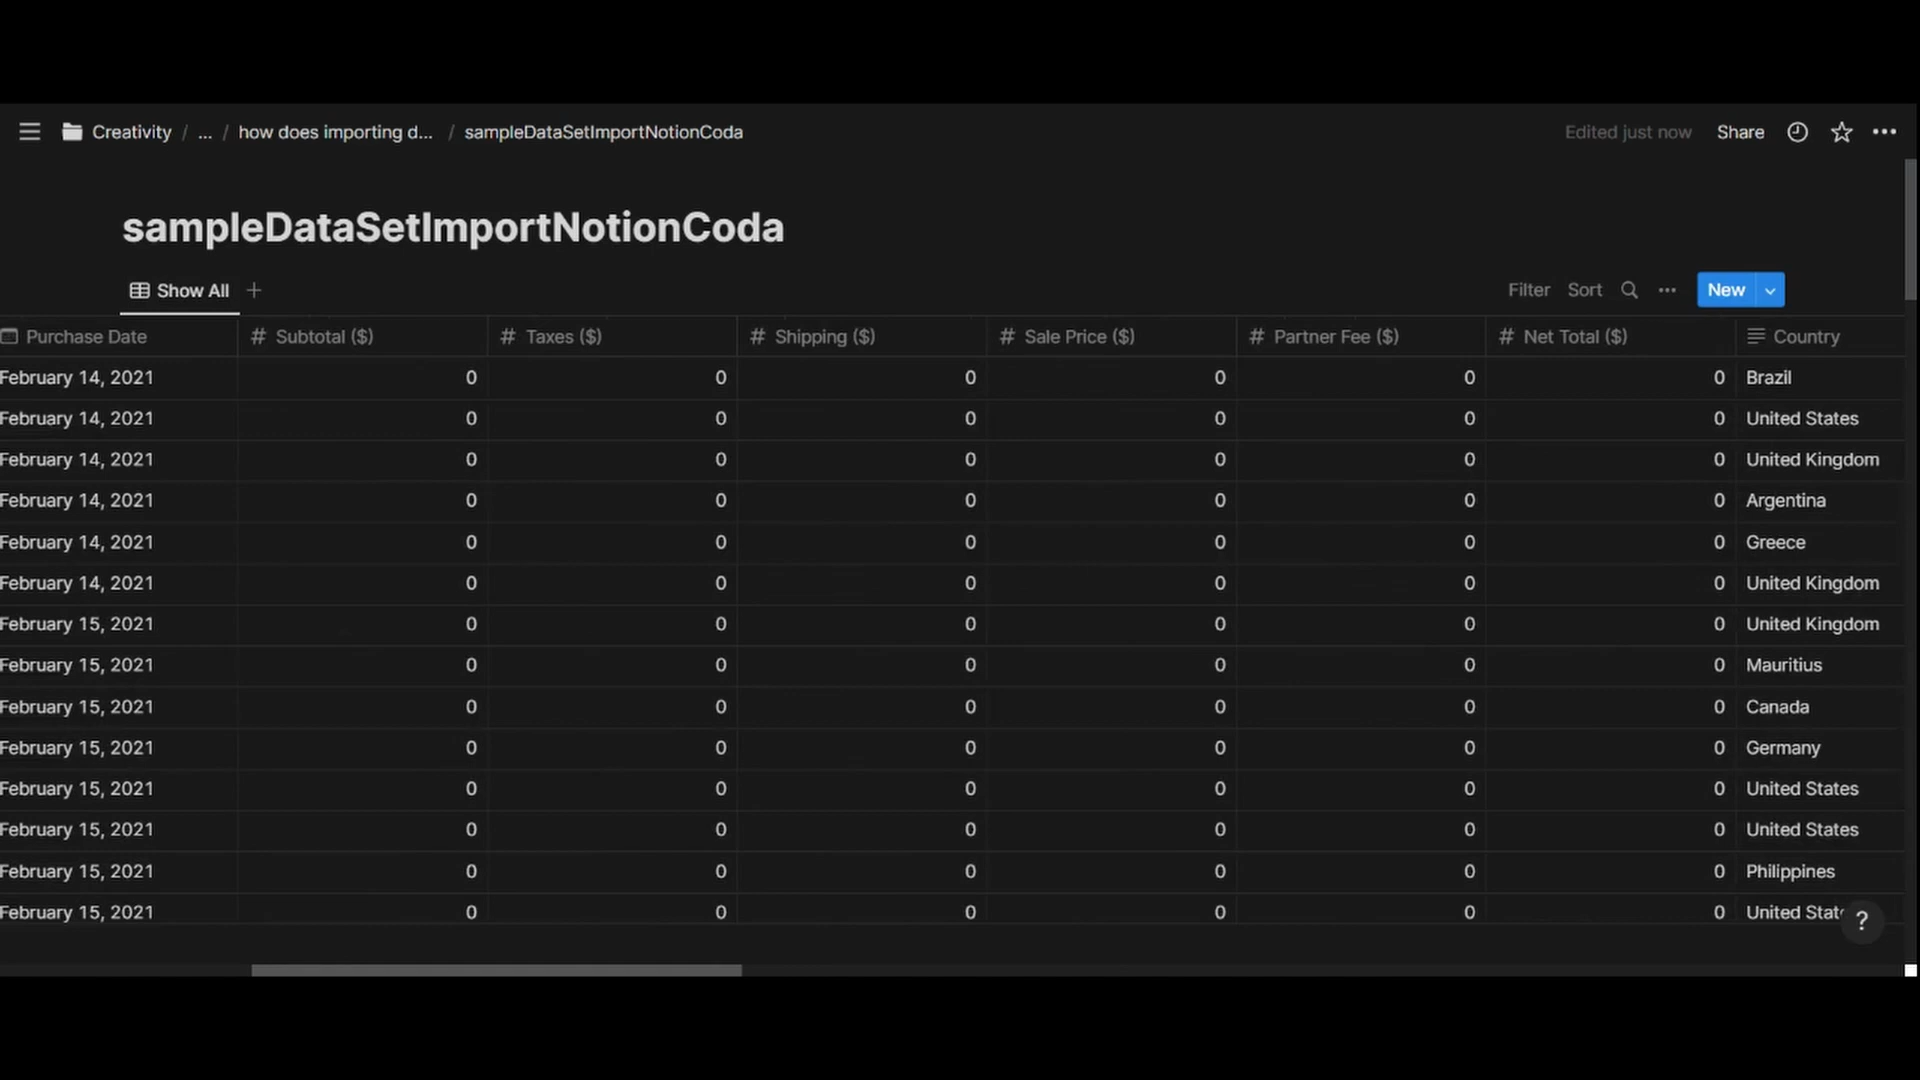 Creativity / ... / how does importing d... / sampleDataSetImportNotionCoda Edited just now Share
sampleDataSetImportNotionCoda
Show All + Filter Sort ... New
Purchase Date # Subtotal ($) # Taxes ($) # Shipping ($) # Sale Price ($) # Partner Fee ($) # Net Total ($) Country
February 14, 2021 0 0 0 0 0 0 Brazil
February 14, 2021 0 0 0 0 0 0 United States
February 14, 2021 0 0 0 0 0 0 United Kingdom
February 14, 2021 0 0 0 0 0 0 Argentina
February 14, 2021 0 0 0 0 0 0 Greece
February 14, 2021 0 0 0 0 0 0 United Kingdom
February 15, 2021 0 0 0 0 0 0 United Kingdom
February 15, 2021 0 0 0 0 0 0 Mauritius
February 15, 2021 0 0 0 0 0 0 Canada
February 15, 2021 0 0 0 0 0 0 Germany
February 15, 2021 0 0 0 0 0 0 United States
February 15, 2021 0 0 0 0 0 0 United States
February 15, 2021 0 0 0 0 0 0 Philippines
February 15, 2021 0 0 0 0 0 0 United Stat
?